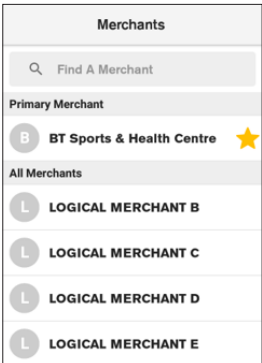 Merchants
Find A Merchant
Primary Merchant
B BT Sports & Health Centre
All Merchants
L LOGICAL MERCHANT B
L LOGICAL MERCHANT C
L LOGICAL MERCHANT D
L LOGICAL MERCHANT E